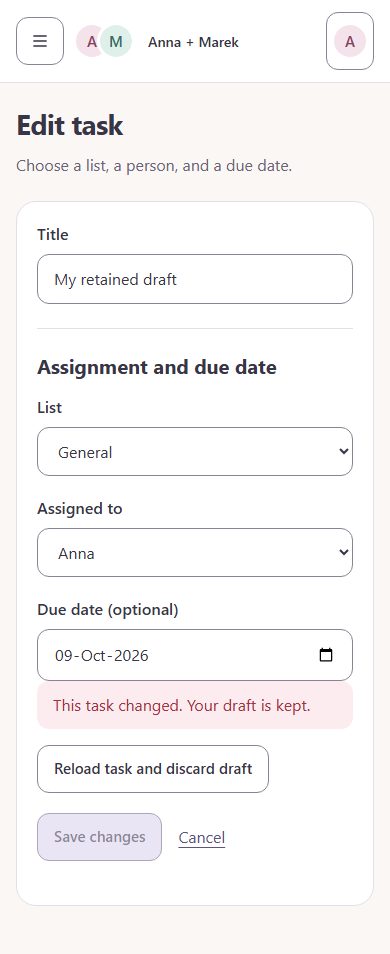 A M Anna + Marek A
Edit task
Choose a list, a person, and a due date.
Title
My retained draft
Assignment and due date
List
General
Assigned to
Anna
Due date (optional)
09-Oct-2026
This task changed. Your draft is kept.
Reload task and discard draft
Save changes Cancel